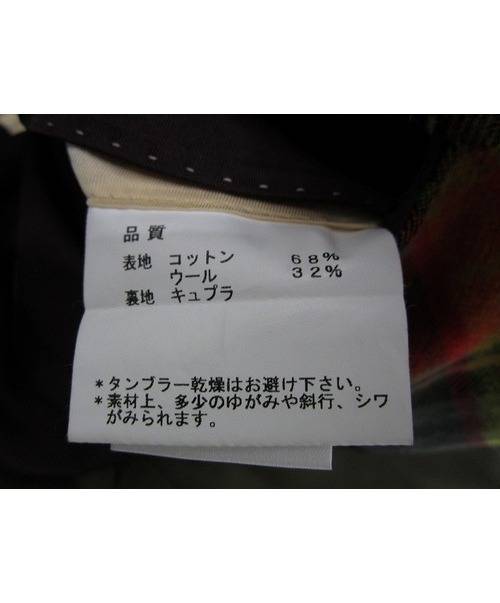 品質
表地 コットン 68%
ウール 32%
裏地 キュプラ
*タンブラー乾燥はお避け下さい。
*素材上、多少のゆがみや斜行、シワ
がみられます。